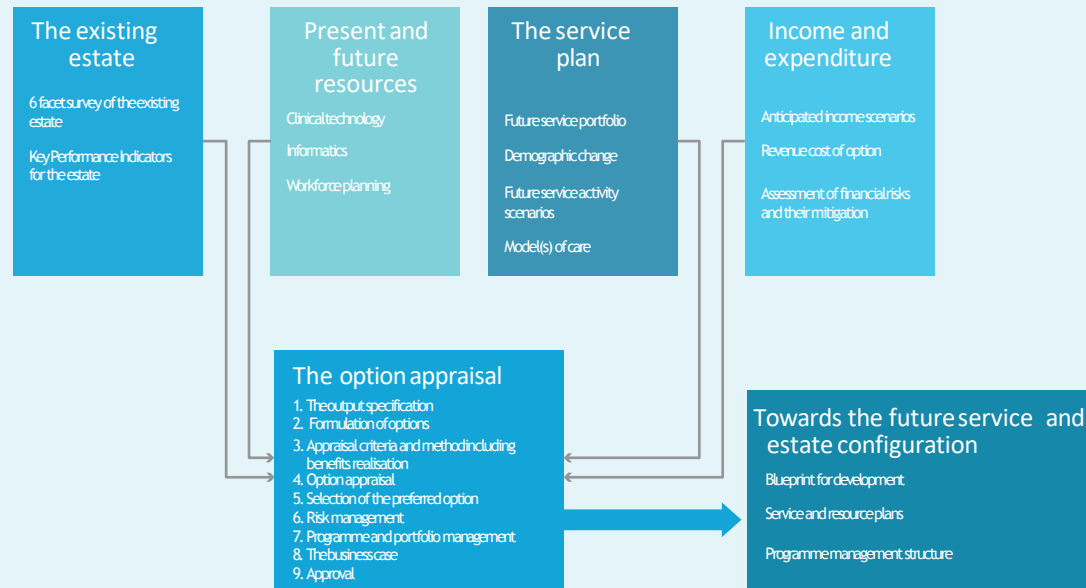 The existing
estate
6 facet survey of the existing
estate
Key Performance Indicators
for the estate
Present and
future
resources
Clinical technology
Informatics
Workforce planning
The service
plan
Future service portfolio
Demographic change
Future service activity
scenarios
Model(s) of care
Income and
expenditure
Anticipated income scenarios
Revenue cost of option
Assessment of financial risks
and their mitigation
The option appraisal
1. The output specification
2. Formulation of options
3. Appraisal criteria and method including
benefits realisation
4. Option appraisal
5. Selection of the preferred option
6. Risk management
7. Programme and portfolio management
8. The business case
9. Approval
Towards the future service and
estate configuration
Blueprint for development
Service and resource plans
Programme management structure